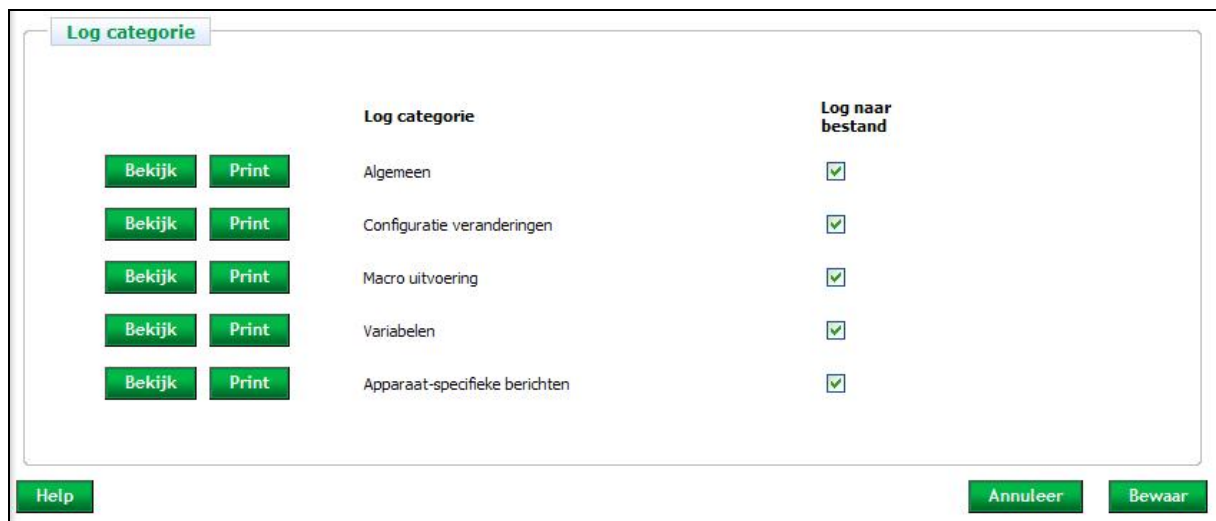 Log categorie
Log categorie Log naar
bestand
Bekijk Print Algemeen
Bekijk Print Configuratie veranderingen
Bekijk Print Macro uitvoering
Bekijk Print Variabelen
Bekijk Print Apparaat-specifieke berichten
Help Annuleer Bewaar